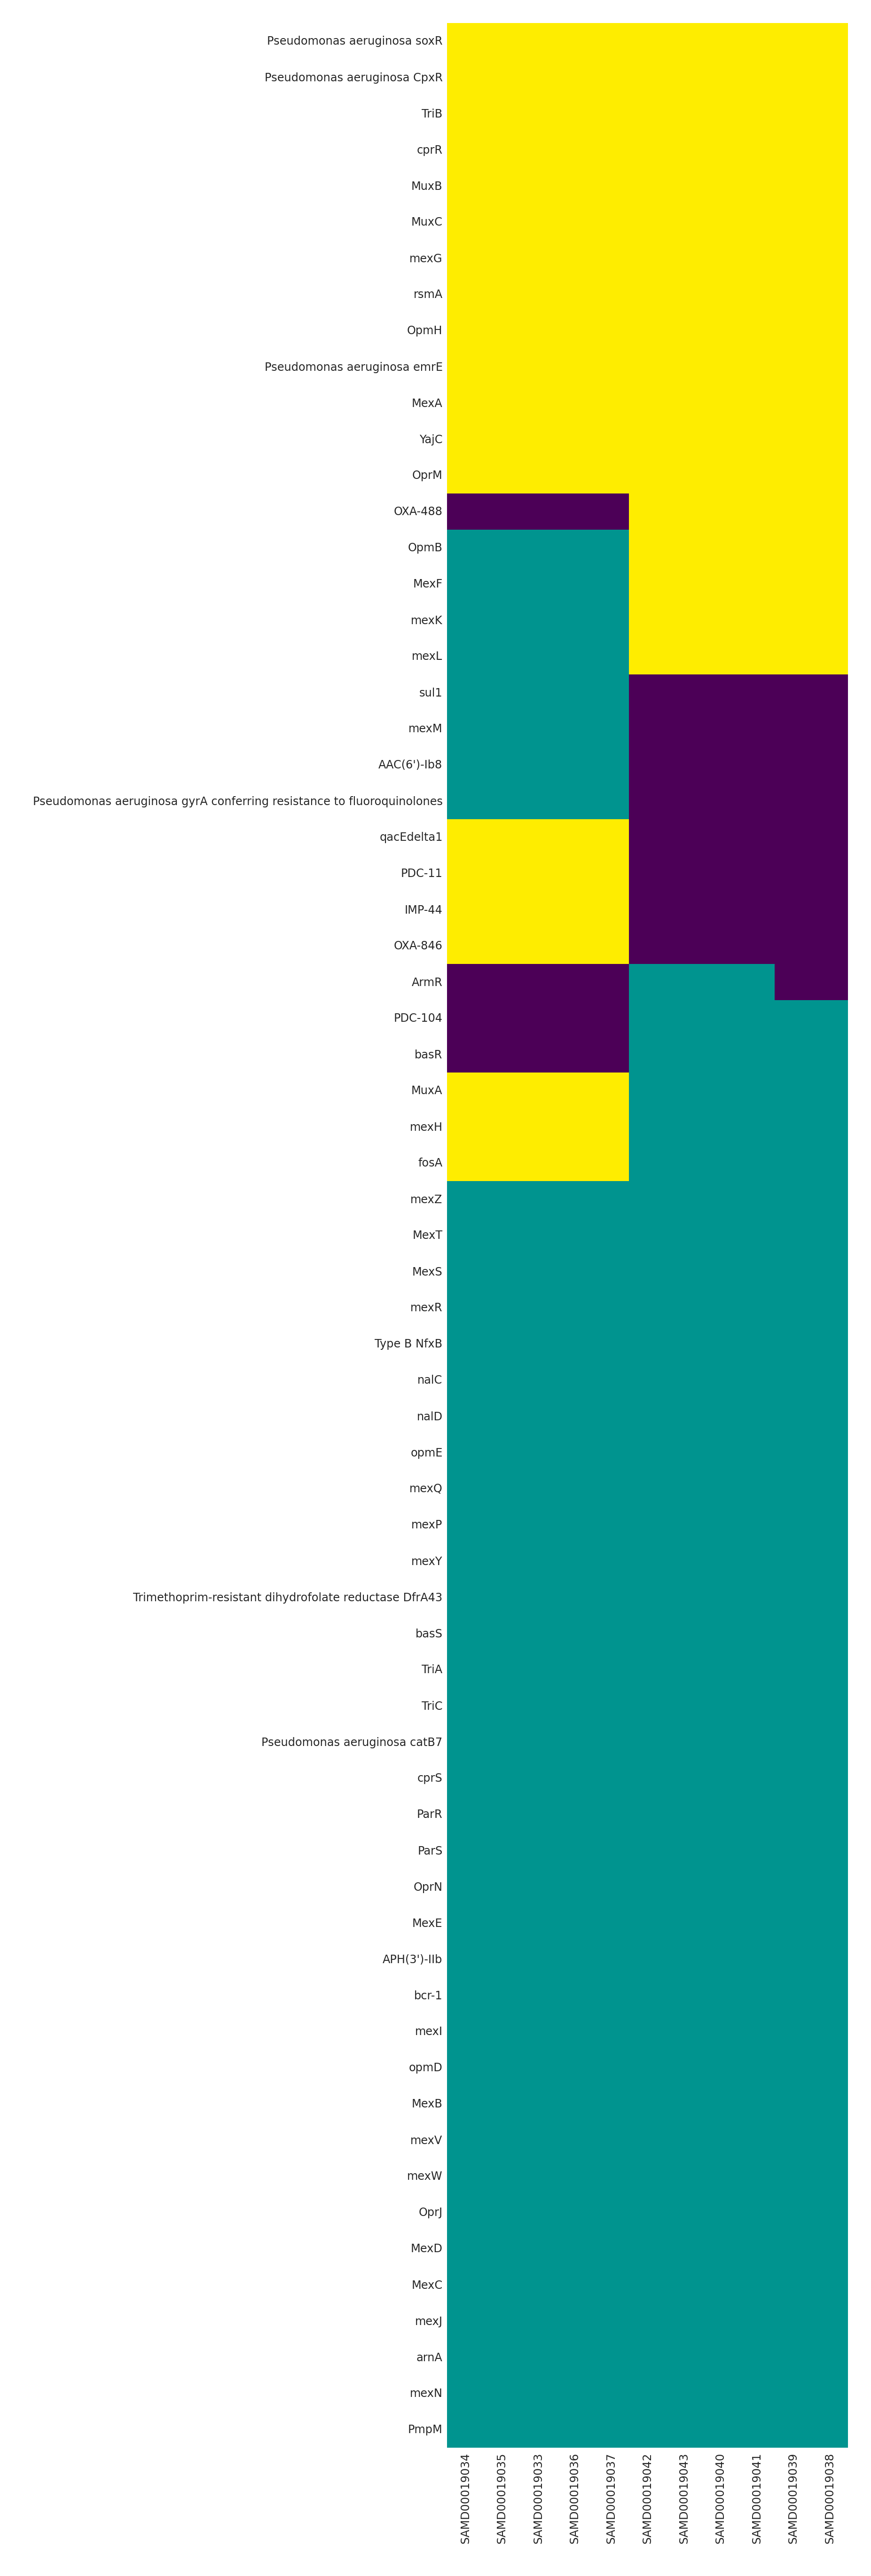 Pseudomonas aeruginosa soxR
Pseudomonas aeruginosa CpxR
TriB
cprR
MuxB
MuxC
mexG
rsmA
OpmH
Pseudomonas aeruginosa emrE
MexA
YajC
OprM
OXA-488
OpmB
MexF
mexK
mexL
sul1
mexM
AAC(6')-Ib8
Pseudomonas aeruginosa gyrA conferring resistance to fluoroquinolones
qacEdelta1
PDC-11
IMP-44
OXA-846
ArmR
PDC-104
basR
MuxA
mexH
fosA
mexZ
MexT
MexS
mexR
Type B NfxB
nalC
nalD
opmE
mexQ
mexP
mexY
Trimethoprim-resistant dihydrofolate reductase DfrA43
basS
TriA
TriC
Pseudomonas aeruginosa catB7
cprS
ParR
ParS
OprN
MexE
APH(3')-IIb
bcr-1
mexI
opmD
MexB
mexV
mexW
OprJ
MexD
MexC
mexJ
arnA
mexN
PmpM
SAMD00019034
SAMD00019035
SAMD00019033
SAMD00019036
SAMD00019037
SAMD00019042
SAMD00019043
SAMD00019040
SAMD00019041
SAMD00019039
SAMD00019038